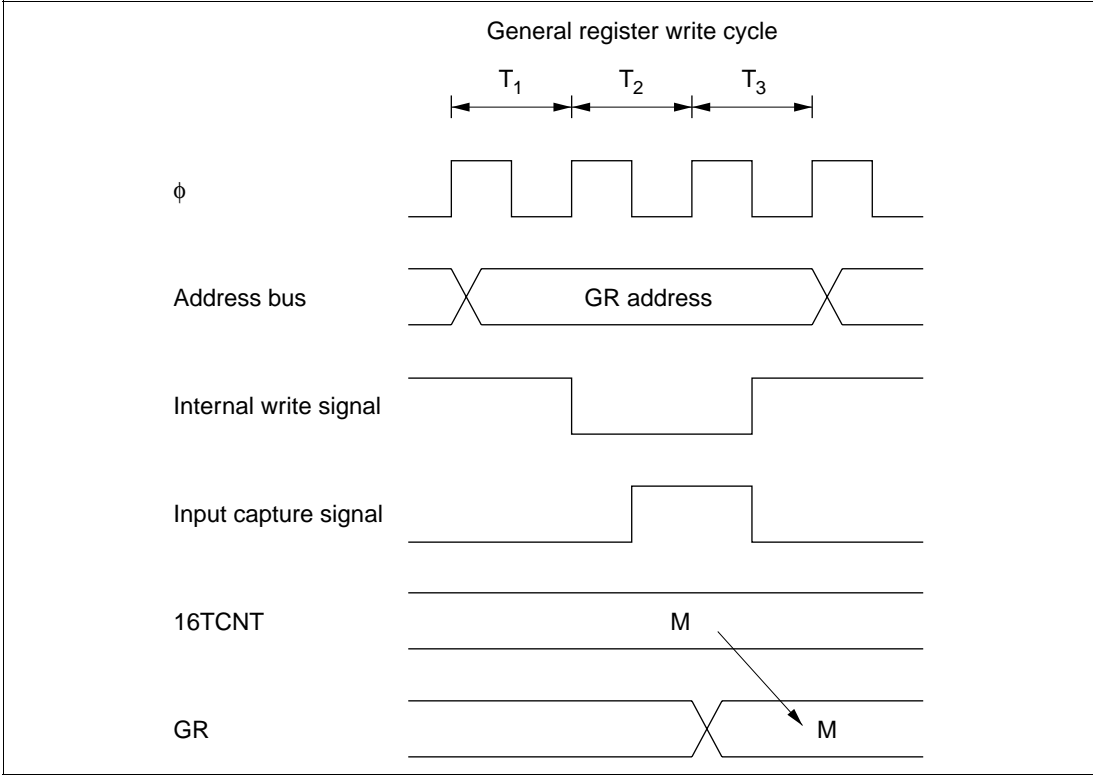 General register write cycle
T1 T2 T3
φ
Address bus GR address
Internal write signal
Input capture signal
16TCNT M
GR M